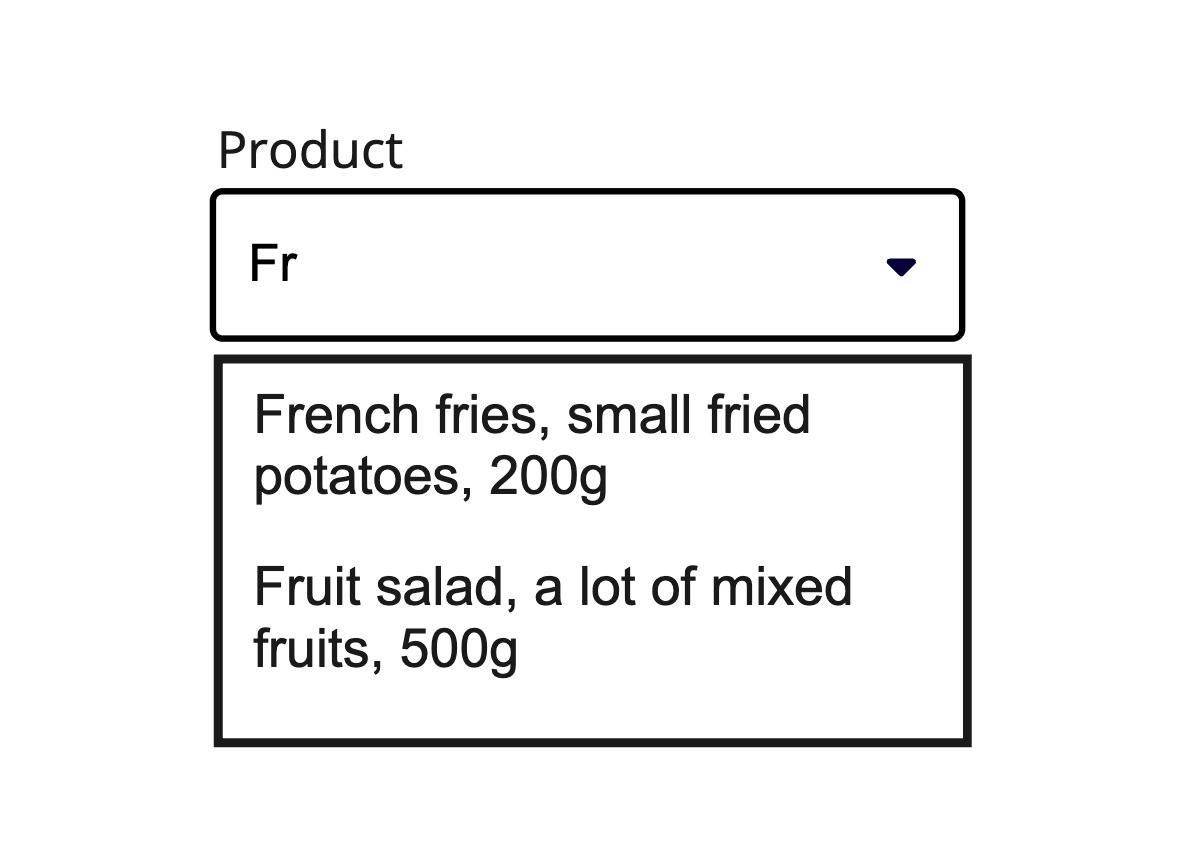 Product
Fr
French fries, small fried
potatoes, 200g
Fruit salad, a lot of mixed
fruits, 500g